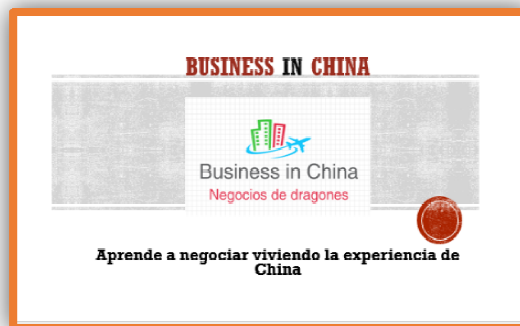 BUSINESS IN CHINA
Business in China
Negocios de dragones
Aprende a negociar viviendo la experiencia de
China